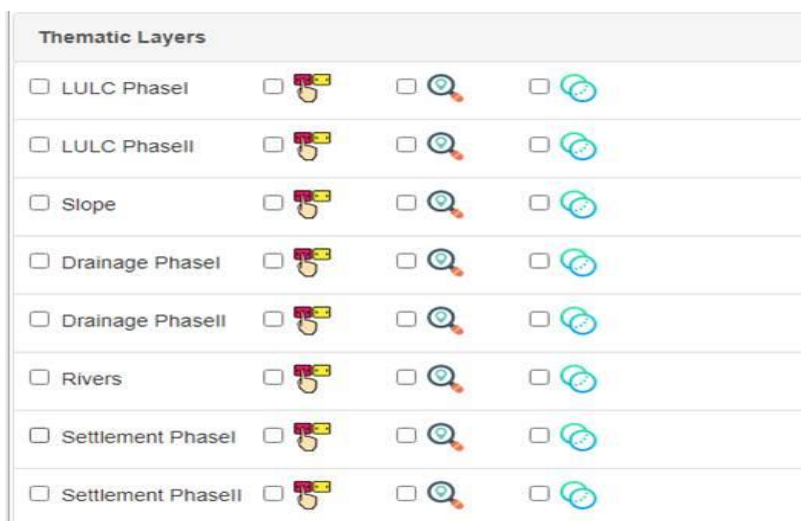 Thematic Layers
LULC PhaseI
LULC PhaseII
Slope
Drainage PhaseI
Drainage PhaseII
Rivers
Settlement PhaseI
Settlement PhaseII